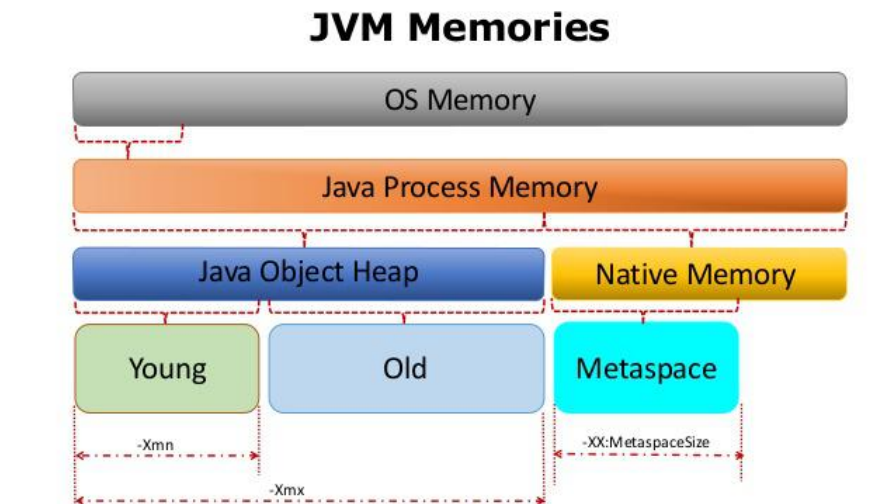 JVM Memories
OS Memory
Java Process Memory
Java Object Heap
Native Memory
Young
Old
Metaspace
-Xmn
-XX:MetaspaceSize
-Xmx